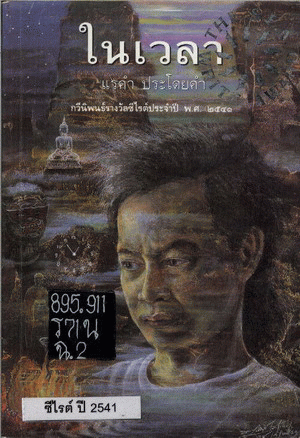 ในเวลา
แรคำ ประโดยคำ
กวีนิพนธ์รางวัลซีไรต์ประจำปี พ.ศ. ๒๕๔๑
895.911
ร711น
ฉ.2
ซีไรต์ ปี 2541